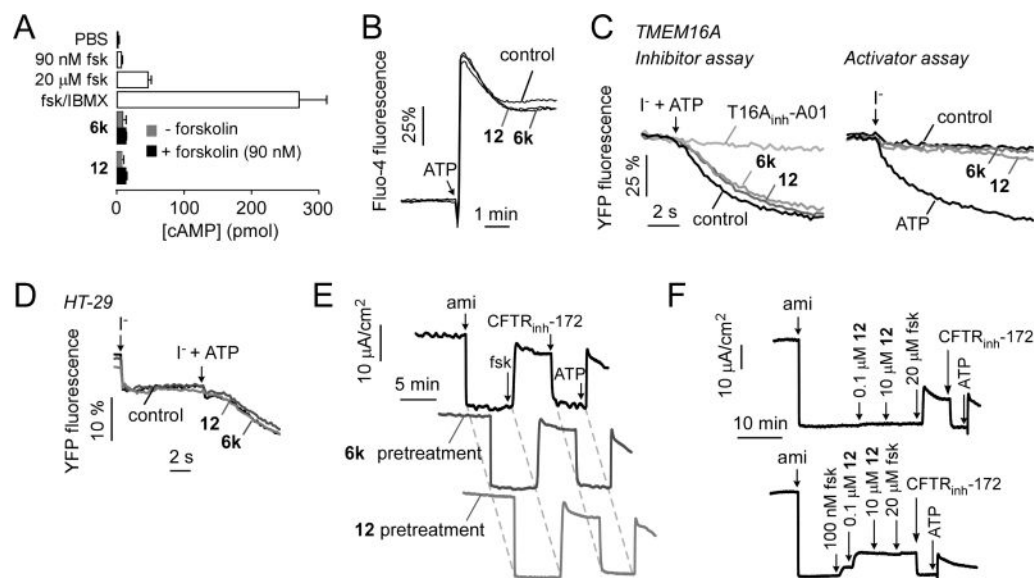 A
PBS
90 nM fsk
20 μM fsk
fsk/IBMX
6k
12
- forskolin
+ forskolin (90 nM)
0 100 200 300
[cAMP] (pmol)
B
Fluo-4 fluorescence
25%
control
12 6k
ATP
1 min
C
TMEM16A
Inhibitor assay
Activator assay
YFP fluorescence
I- + ATP
T16Ainh-A01
6k
12
control
25 %
2 s
I-
control
6k
12
ATP
D
HT-29
YFP fluorescence
I-
I- + ATP
control
12
6k
10 %
2 s
E
10 μA/cm2
5 min
ami
fsk
CFTRinh-172
ATP
6k pretreatment
12 pretreatment
F
10 μA/cm2
10 min
ami
0.1 μM 12
10 μM 12
20 μM fsk
CFTRinh-172
ATP
ami
100 nM fsk
0.1 μM 12
10 μM 12
20 μM fsk
CFTRinh-172
ATP